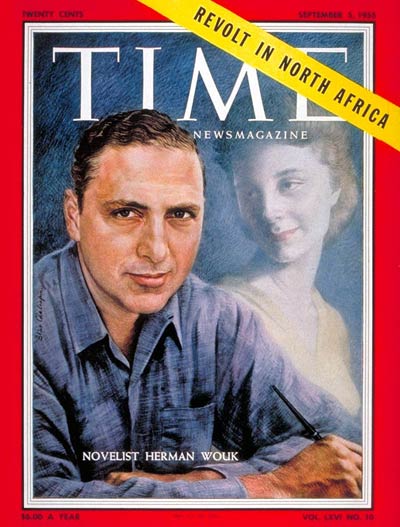 TWENTY CENTS
SEPTEMBER 5, 1955
REVOLT IN NORTH AFRICA
TIME
NEWSMAGAZINE
NOVELIST HERMAN WOUK
$6.00 A YEAR
VOL. LXVI NO. 10